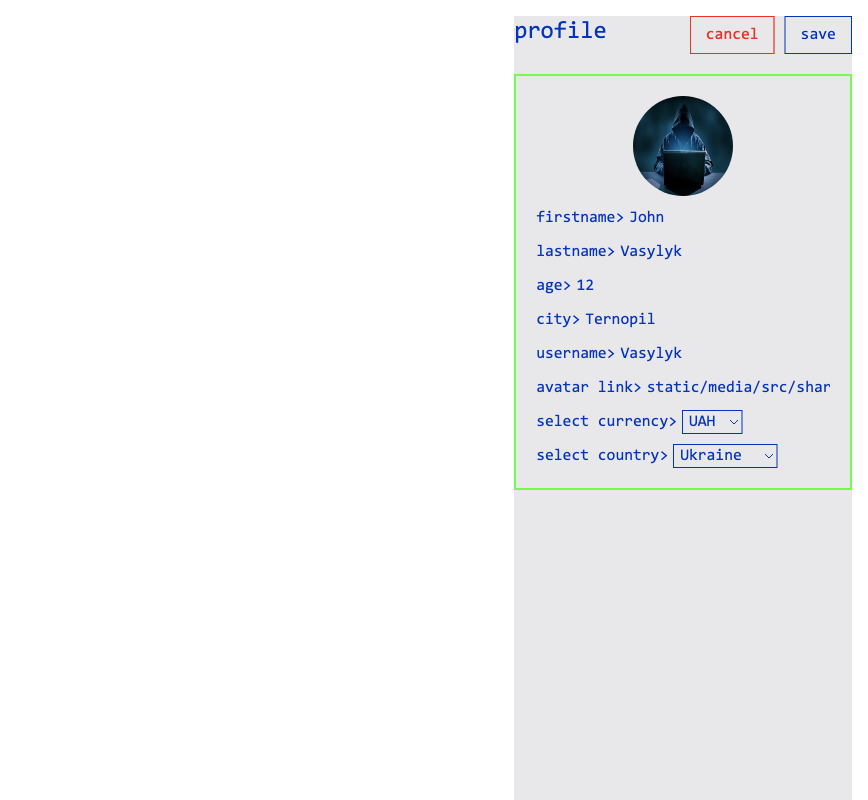 profile
cancel save
firstname> John
lastname> Vasylyk
age> 12
city> Ternopil
username> Vasylyk
avatar link> static/media/src/shar
select currency> UAH
select country> Ukraine